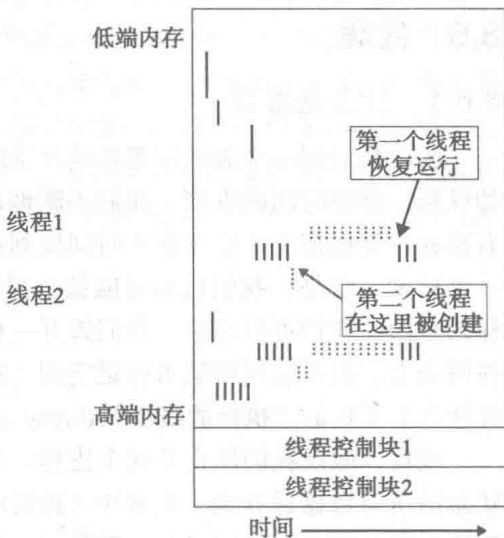 低端内存
第一个线程
恢复运行
线程1
线程2
第二个线程
在这里被创建
高端内存
线程控制块1
线程控制块2
时间